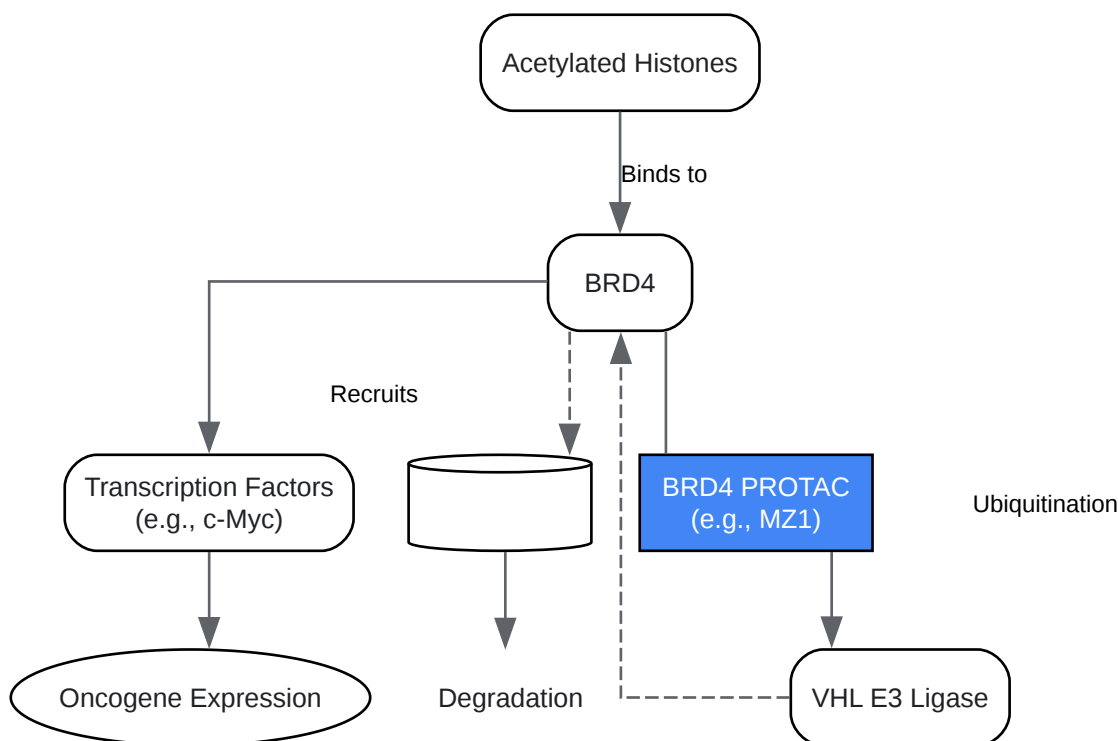 Acetylated Histones
Binds to
BRD4
Recruits
Transcription Factors
(e.g., c-Myc)
BRD4 PROTAC
(e.g., MZ1)
Ubiquitination
Oncogene Expression
Degradation
VHL E3 Ligase